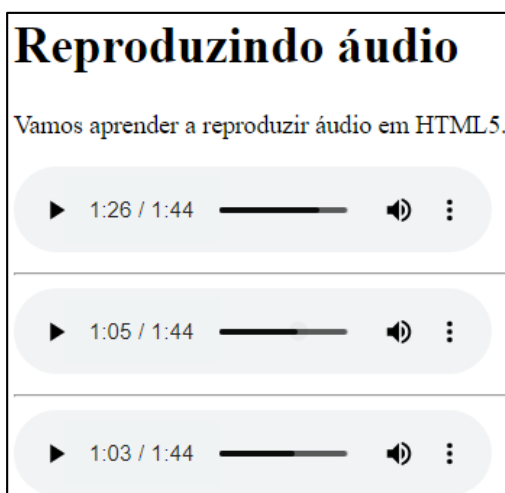 Reproduzindo áudio
Vamos aprender a reproduzir áudio em HTML5.
1:26 / 1:44
1:05 / 1:44
1:03 / 1:44